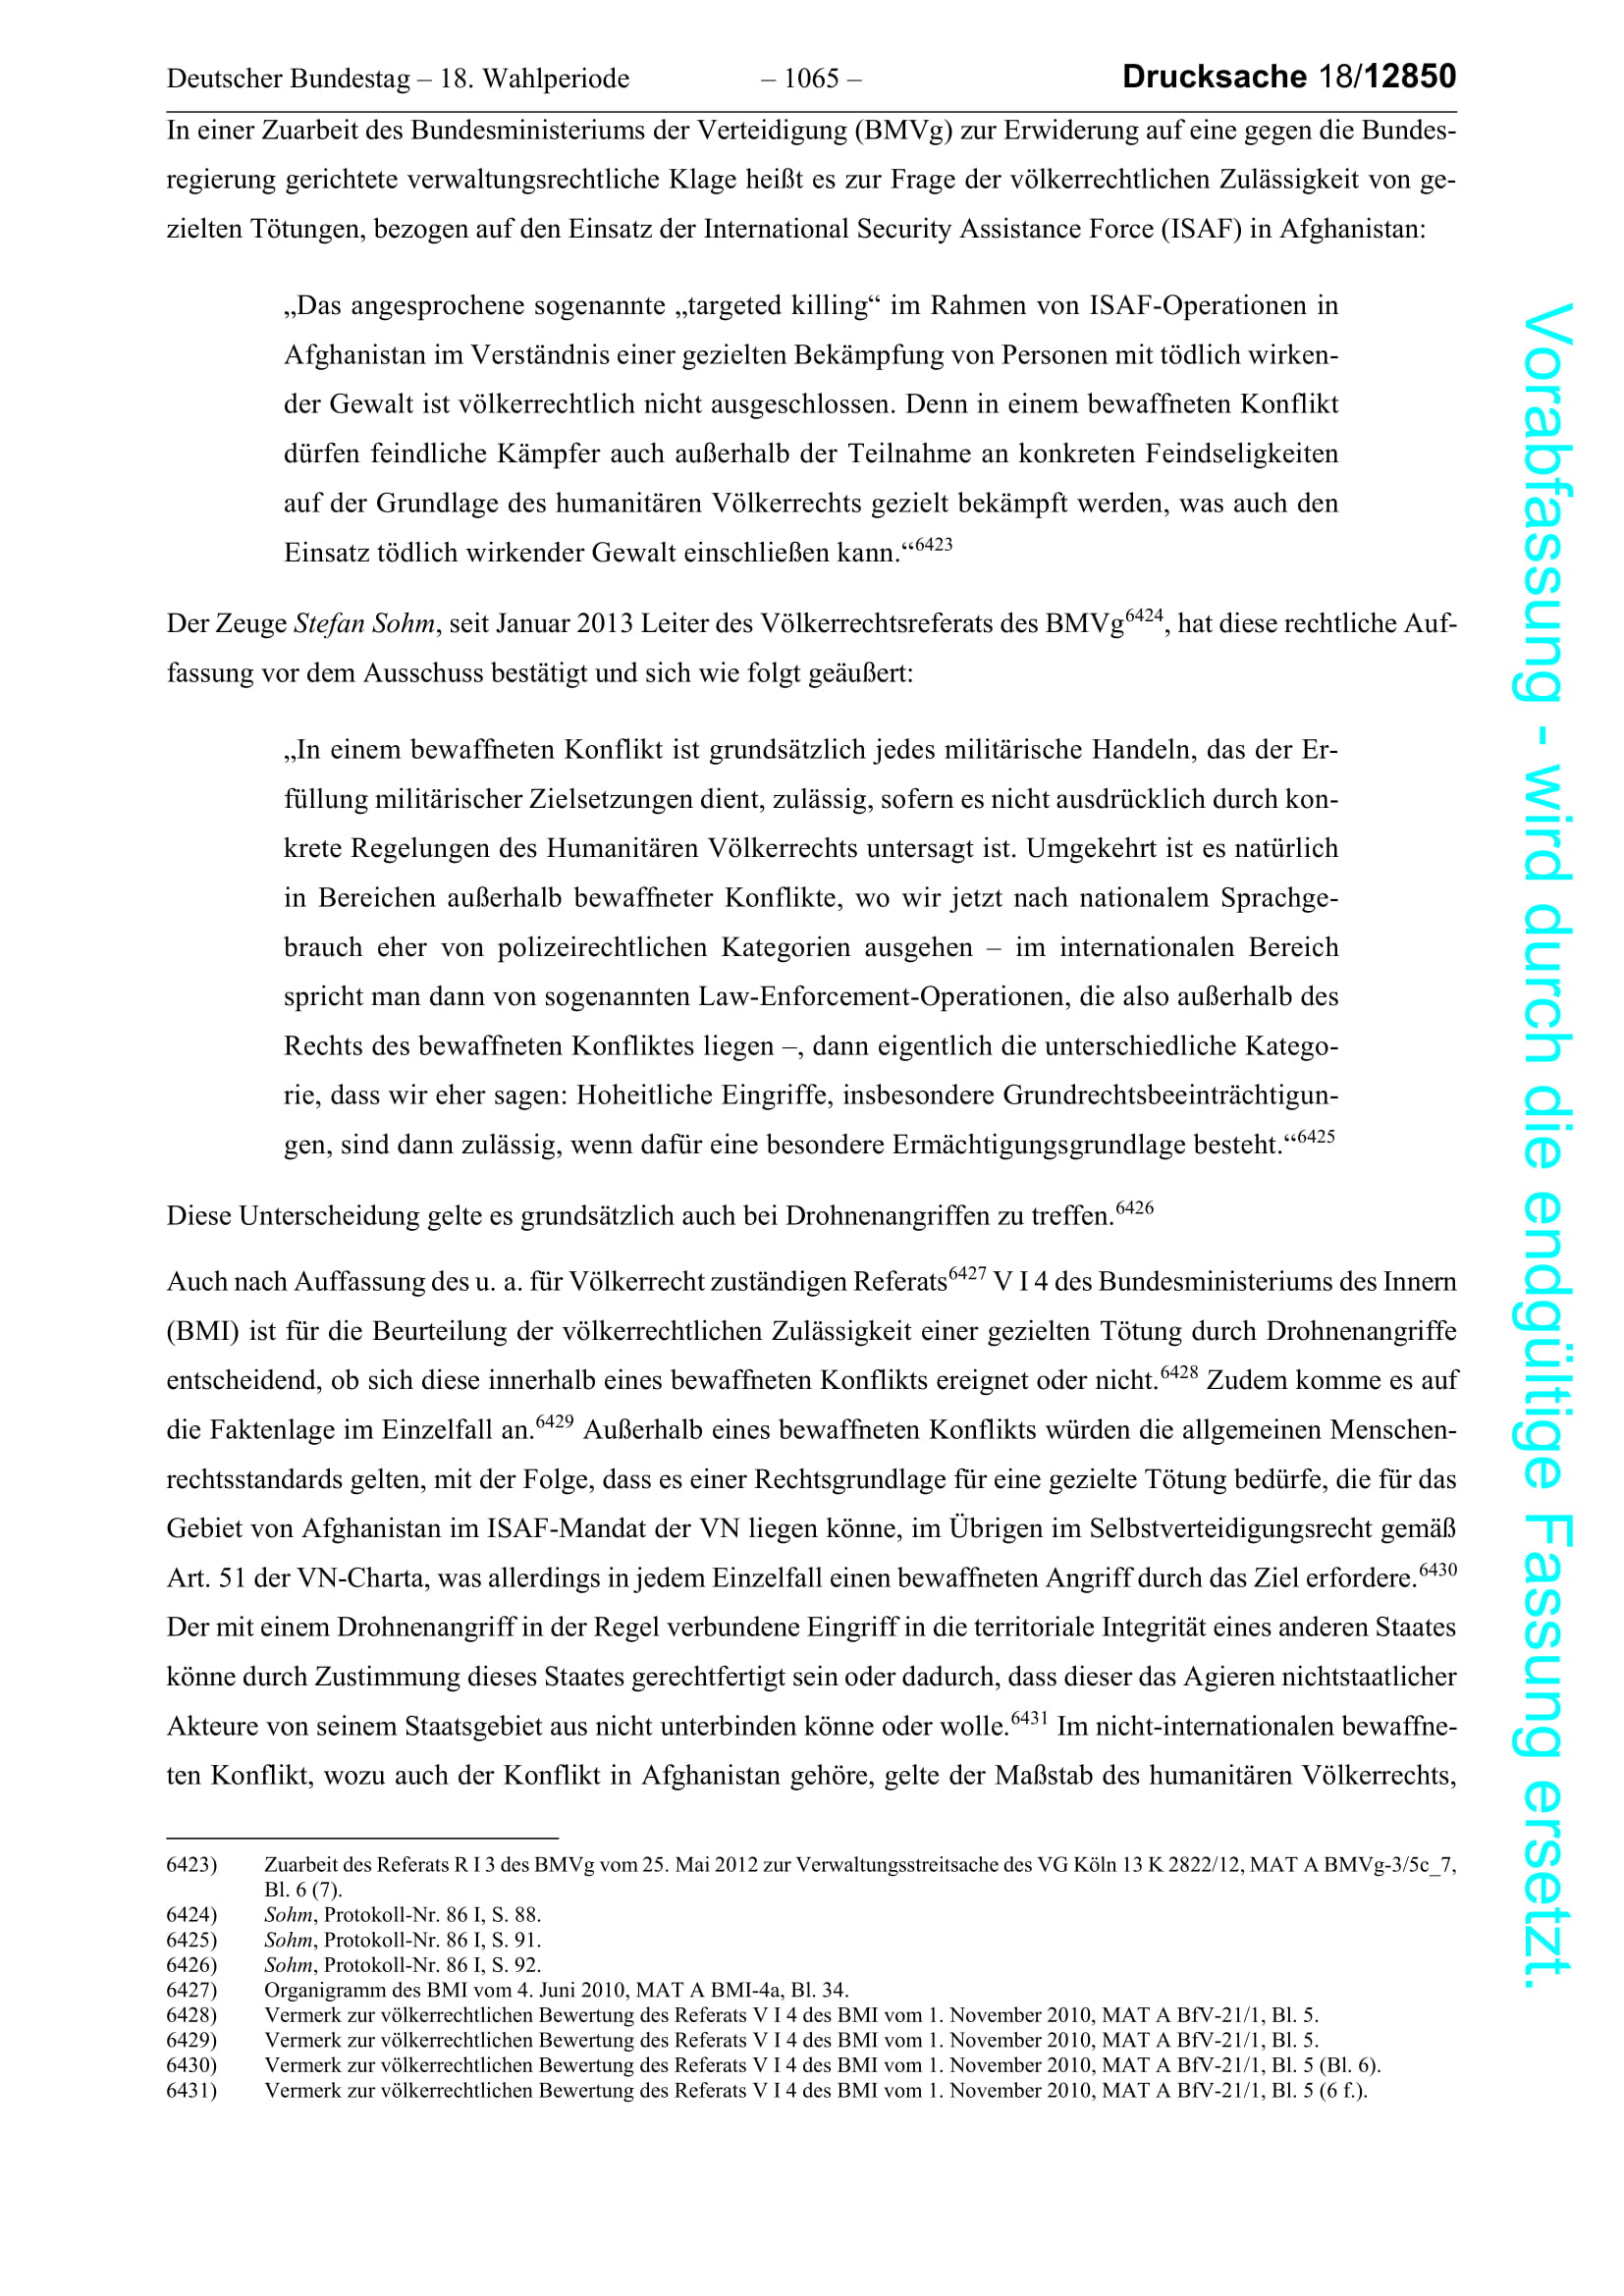 Deutscher Bundestag – 18. Wahlperiode – 1065 – Drucksache 18/12850
In einer Zuarbeit des Bundesministeriums der Verteidigung (BMVg) zur Erwiderung auf eine gegen die Bundes-
regierung gerichtete verwaltungsrechtliche Klage heißt es zur Frage der völkerrechtlichen Zulässigkeit von ge-
zielten Tötungen, bezogen auf den Einsatz der International Security Assistance Force (ISAF) in Afghanistan:
„Das angesprochene sogenannte „targeted killing“ im Rahmen von ISAF-Operationen in
Afghanistan im Verständnis einer gezielten Bekämpfung von Personen mit tödlich wirken-
der Gewalt ist völkerrechtlich nicht ausgeschlossen. Denn in einem bewaffneten Konflikt
dürfen feindliche Kämpfer auch außerhalb der Teilnahme an konkreten Feindseligkeiten
auf der Grundlage des humanitären Völkerrechts gezielt bekämpft werden, was auch den
Einsatz tödlich wirkender Gewalt einschließen kann.“6423
Der Zeuge Stefan Sohm, seit Januar 2013 Leiter des Völkerrechtsreferats des BMVg6424, hat diese rechtliche Auf-
fassung vor dem Ausschuss bestätigt und sich wie folgt geäußert:
„In einem bewaffneten Konflikt ist grundsätzlich jedes militärische Handeln, das der Er-
füllung militärischer Zielsetzungen dient, zulässig, sofern es nicht ausdrücklich durch kon-
krete Regelungen des Humanitären Völkerrechts untersagt ist. Umgekehrt ist es natürlich
in Bereichen außerhalb bewaffneter Konflikte, wo wir jetzt nach nationalem Sprachge-
brauch eher von polizeirechtlichen Kategorien ausgehen – im internationalen Bereich
spricht man dann von sogenannten Law-Enforcement-Operationen, die also außerhalb des
Rechts des bewaffneten Konfliktes liegen –, dann eigentlich die unterschiedliche Katego-
rie, dass wir eher sagen: Hoheitliche Eingriffe, insbesondere Grundrechtsbeeinträchtigun-
gen, sind dann zulässig, wenn dafür eine besondere Ermächtigungsgrundlage besteht.“6425
Diese Unterscheidung gelte es grundsätzlich auch bei Drohnenangriffen zu treffen.6426
Auch nach Auffassung des u. a. für Völkerrecht zuständigen Referats6427 V I 4 des Bundesministeriums des Innern
(BMI) ist für die Beurteilung der völkerrechtlichen Zulässigkeit einer gezielten Tötung durch Drohnenangriffe
entscheidend, ob sich diese innerhalb eines bewaffneten Konflikts ereignet oder nicht.6428 Zudem komme es auf
die Faktenlage im Einzelfall an.6429 Außerhalb eines bewaffneten Konflikts würden die allgemeinen Menschen-
rechtsstandards gelten, mit der Folge, dass es einer Rechtsgrundlage für eine gezielte Tötung bedürfe, die für das
Gebiet von Afghanistan im ISAF-Mandat der VN liegen könne, im Übrigen im Selbstverteidigungsrecht gemäß
Art. 51 der VN-Charta, was allerdings in jedem Einzelfall einen bewaffneten Angriff durch das Ziel erfordere.6430
Der mit einem Drohnenangriff in der Regel verbundene Eingriff in die territoriale Integrität eines anderen Staates
könne durch Zustimmung dieses Staates gerechtfertigt sein oder dadurch, dass dieser das Agieren nichtstaatlicher
Akteure von seinem Staatsgebiet aus nicht unterbinden könne oder wolle.6431 Im nicht-internationalen bewaffne-
ten Konflikt, wozu auch der Konflikt in Afghanistan gehöre, gelte der Maßstab des humanitären Völkerrechts,
6423) Zuarbeit des Referats R I 3 des BMVg vom 25. Mai 2012 zur Verwaltungsstreitsache des VG Köln 13 K 2822/12, MAT A BMVg-3/5c_7,
Bl. 6 (7).
6424) Sohm, Protokoll-Nr. 86 I, S. 88.
6425) Sohm, Protokoll-Nr. 86 I, S. 91.
6426) Sohm, Protokoll-Nr. 86 I, S. 92.
6427) Organigramm des BMI vom 4. Juni 2010, MAT A BMI-4a, Bl. 34.
6428) Vermerk zur völkerrechtlichen Bewertung des Referats V I 4 des BMI vom 1. November 2010, MAT A BfV-21/1, Bl. 5.
6429) Vermerk zur völkerrechtlichen Bewertung des Referats V I 4 des BMI vom 1. November 2010, MAT A BfV-21/1, Bl. 5.
6430) Vermerk zur völkerrechtlichen Bewertung des Referats V I 4 des BMI vom 1. November 2010, MAT A BfV-21/1, Bl. 5 (Bl. 6).
6431) Vermerk zur völkerrechtlichen Bewertung des Referats V I 4 des BMI vom 1. November 2010, MAT A BfV-21/1, Bl. 5 (6 f.).
Vorabfassung - wird durch die endgültige Fassung ersetzt.